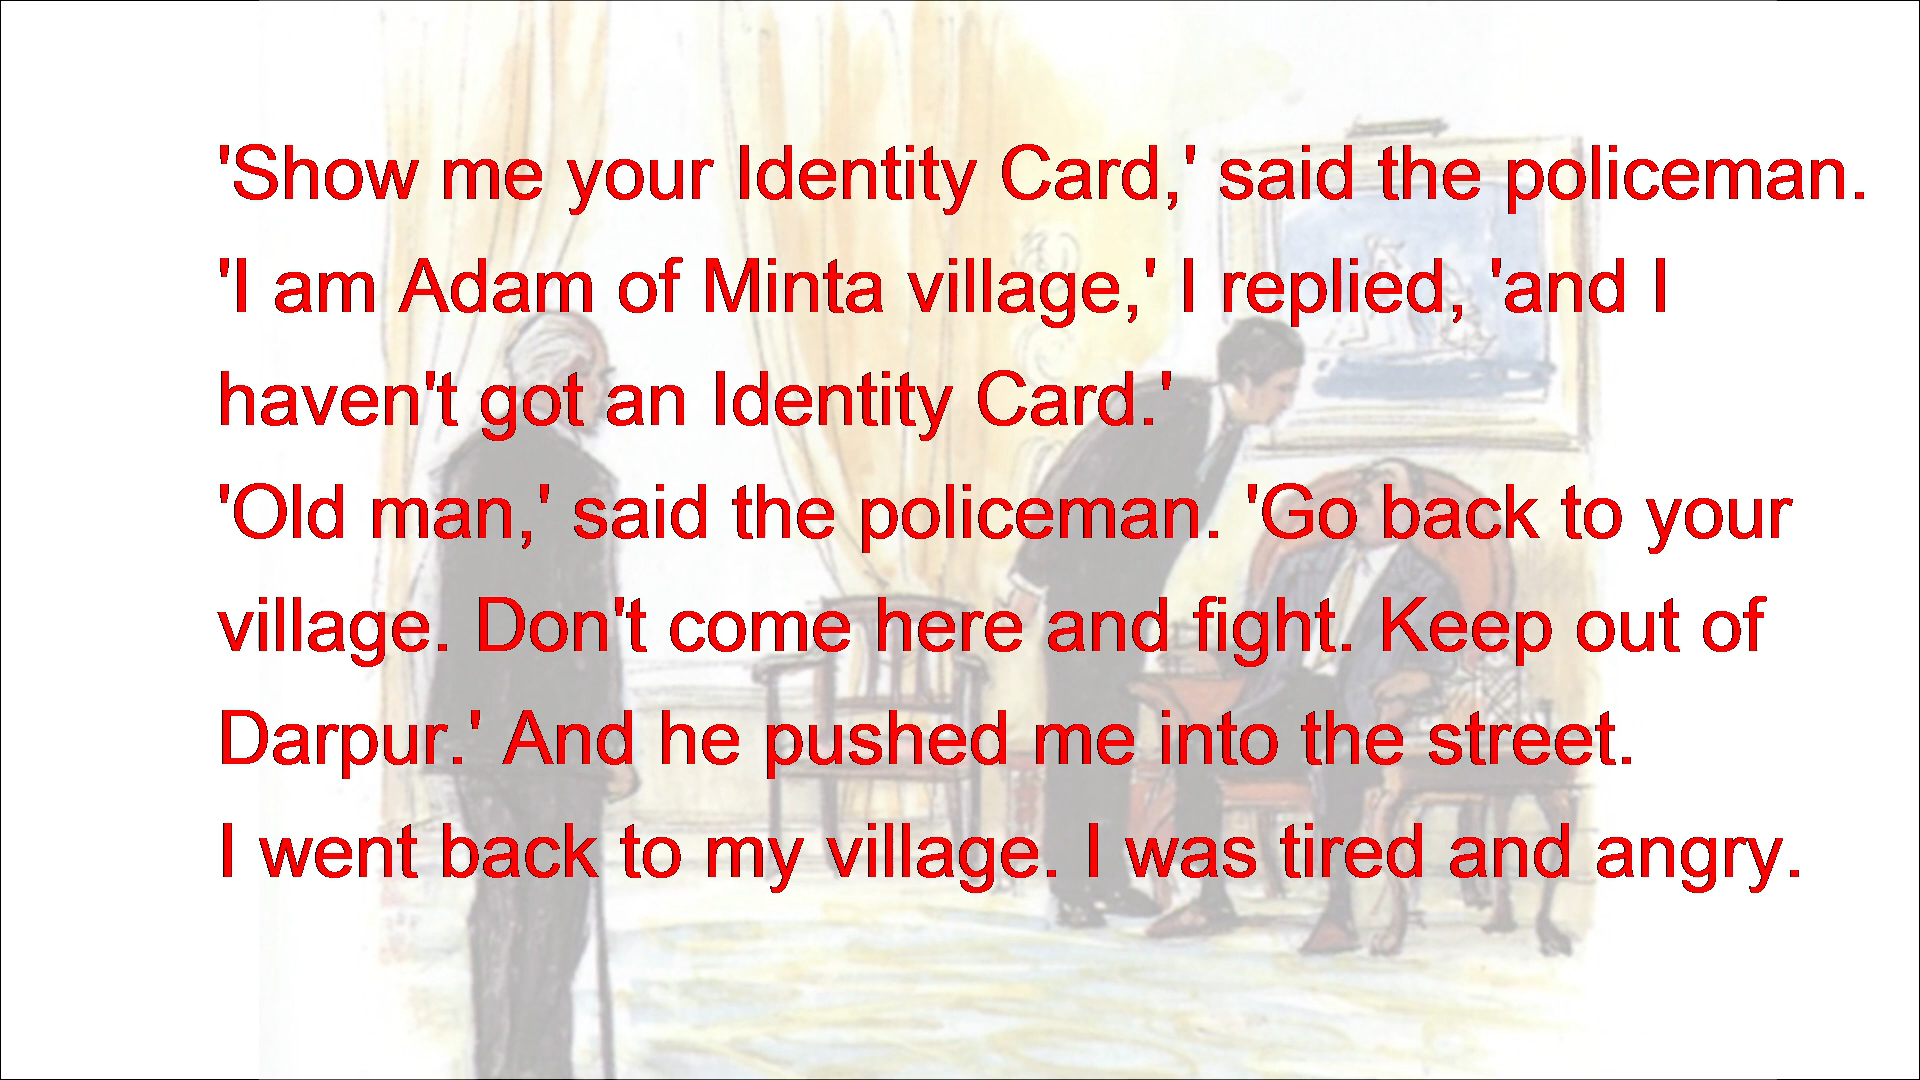 'Show me your Identity Card,' said the policeman.
'I am Adam of Minta village,' I replied, 'and I
haven't got an Identity Card.'
'Old man,' said the policeman. 'Go back to your
village. Don't come here and fight. Keep out of
Darpur.' And he pushed me into the street.
I went back to my village. I was tired and angry.